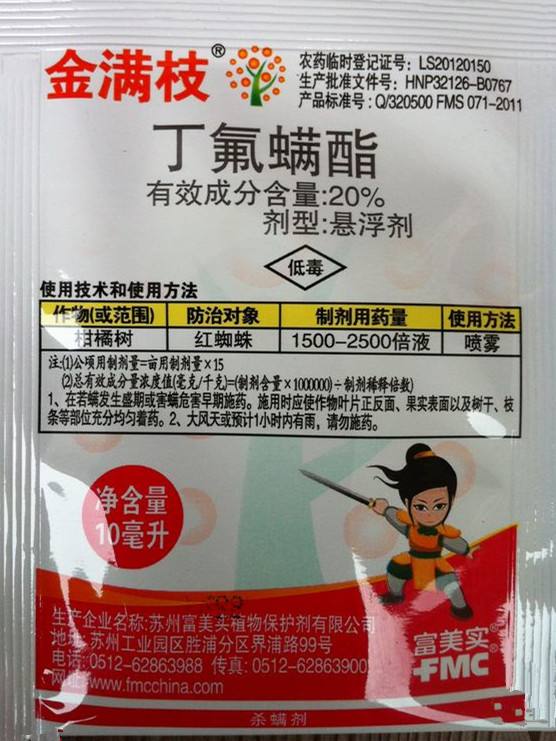 金满枝®
农药临时登记证号：LS20120150
生产批准文件号：HNP32126-B0767
产品标准号：Q/320500 FMS 071-2011
丁氟螨酯
有效成分含量:20%
剂型:悬浮剂
低毒
使用技术和使用方法
作物(或范围) 防治对象 制剂用药量 使用方法
柑橘树 红蜘蛛 1500-2500倍液 喷雾
注:(1)公顷用制剂量=亩用制剂量×15
(2)总有效成分量浓度值(毫克/千克)=(制剂含量×1000000)÷制剂稀释倍数)
1、在若螨发生盛期或害螨危害早期施药。施用时应使作物叶片正反面、果实表面以及树干、枝
条等部位充分均匀着药。2、大风天或预计1小时内有雨，请勿施药。
净含量
10毫升
生产企业名称:苏州富美实植物保护剂有限公司
地址:苏州工业园区胜浦分区界浦路99号
电话:0512-62863988 传真:0512-62863900
网址:www.fmcchina.com
富美实®
FMC®
杀螨剂